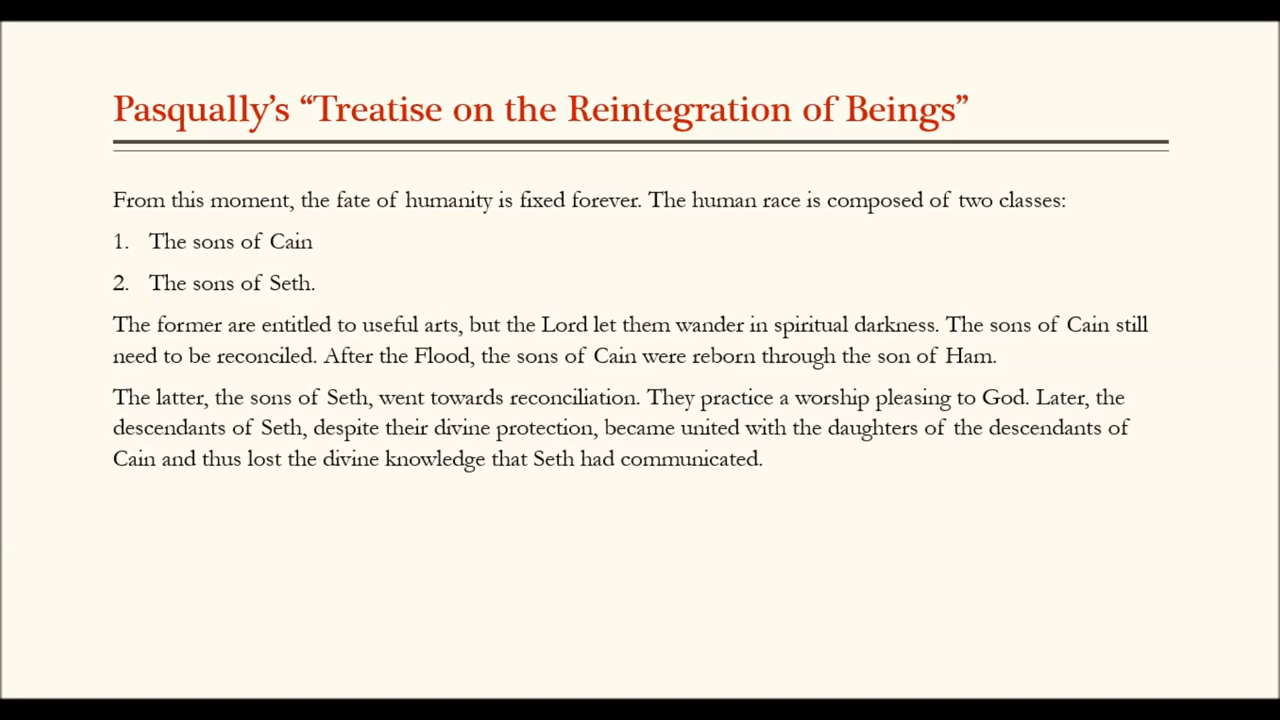 Pasqually’s “Treatise on the Reintegration of Beings”
From this moment, the fate of humanity is fixed forever. The human race is composed of two classes:
1. The sons of Cain
2. The sons of Seth.
The former are entitled to useful arts, but the Lord let them wander in spiritual darkness. The sons of Cain still
need to be reconciled. After the Flood, the sons of Cain were reborn through the son of Ham.
The latter, the sons of Seth, went towards reconciliation. They practice a worship pleasing to God. Later, the
descendants of Seth, despite their divine protection, became united with the daughters of the descendants of
Cain and thus lost the divine knowledge that Seth had communicated.